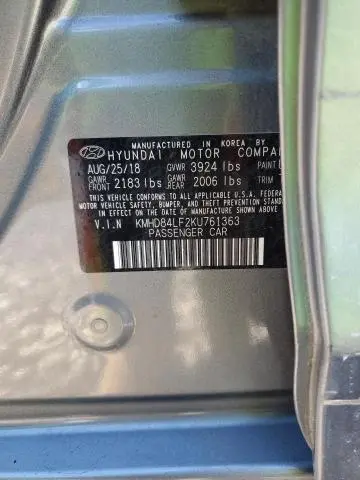 MANUFACTURED IN KOREA BY
HYUNDAI MOTOR COMPA
AUG/25/18 GVWR 3924 lbs PAINT
GAWR FRONT 2183 lbs GAWR REAR 2006 lbs TRIM
THIS VEHICLE CONFORMS TO ALL APPLICABLE U.S.A. FEDERA
MOTOR VEHICLE SAFETY, BUMPER, AND THEFT PREVENTION
IN EFFECT ON THE DATE OF MANUFACTURE SHOWN
V.I.N KMHD84LF2KU761363
PASSENGER CAR